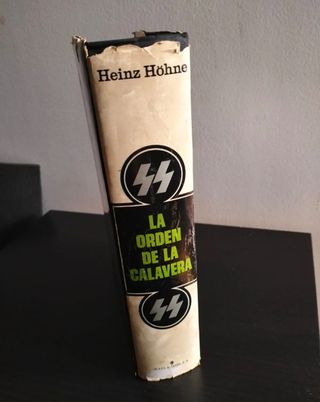 Heinz Höhne
LA
ORDEN
DE LA
CALAVERA